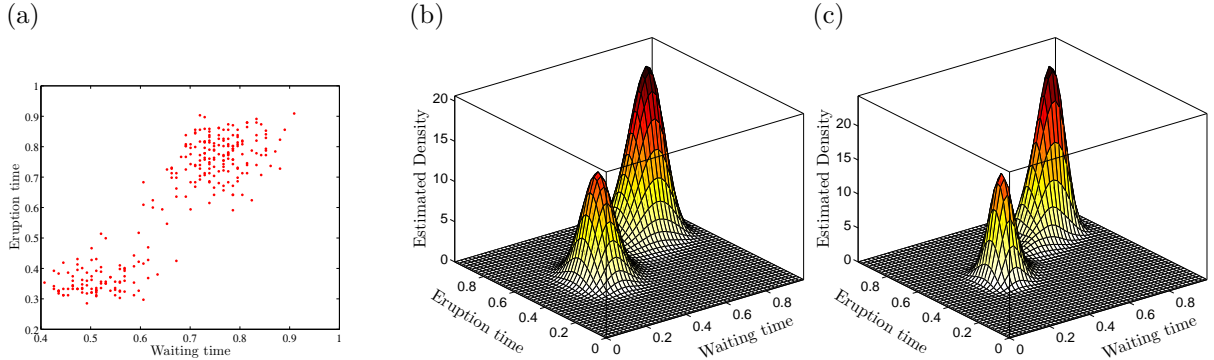 (a)
(b)
(c)
1
0.9
0.8
0.7
0.6
0.5
0.4
0.3
0.2
Eruption time
0.4 0.5 0.6 0.7 0.8 0.9 1
Waiting time
20
15
10
5
0
Estimated Density
0.8 0.6 0.4 0.2 0
Eruption time
0 0.2 0.4 0.6 0.8
Waiting time
20
15
10
5
0
Estimated Density
0.8 0.6 0.4 0.2 0
Eruption time
0 0.2 0.4 0.6 0.8
Waiting time